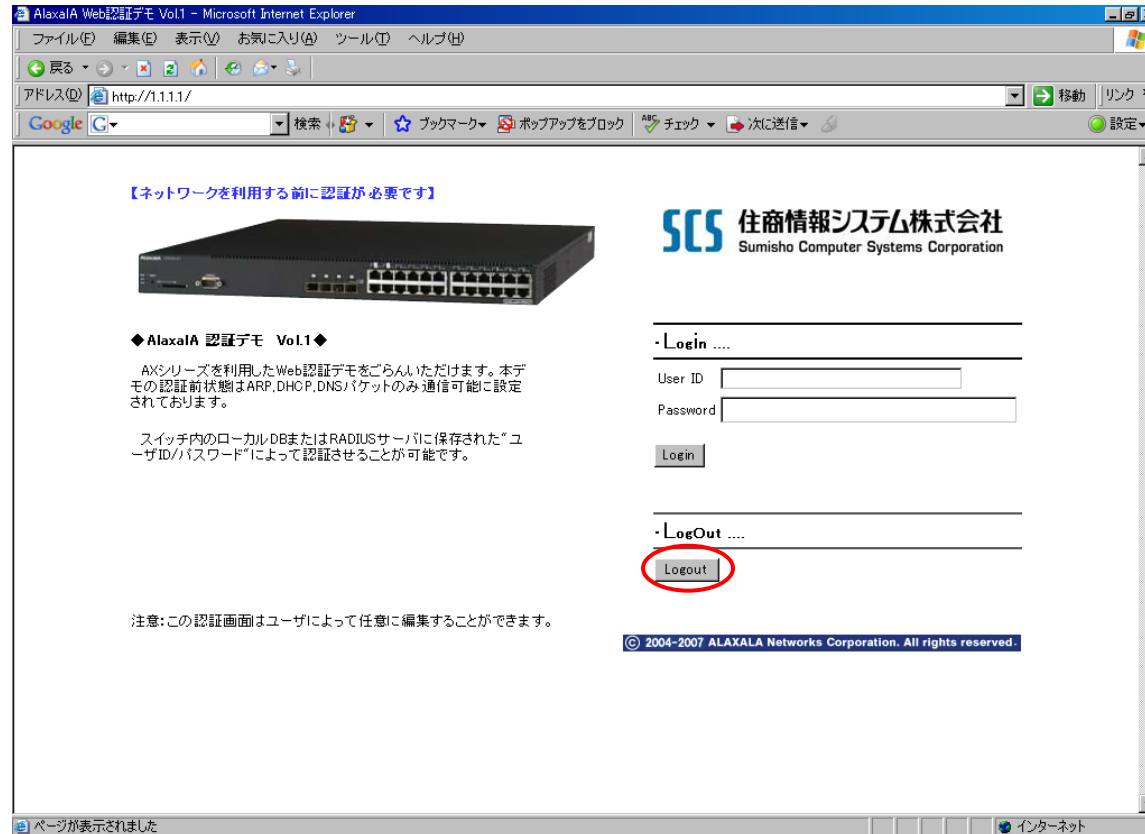 AlaxalA Web認証デモ Vol.1 - Microsoft Internet Explorer
ファイル(F) 編集(E) 表示(V) お気に入り(A) ツール(T) ヘルプ(H)
戻る
アドレス(D) http://1.1.1.1/ 移動 リンク
Google G 検索 ブックマーク ポップアップをブロック ABC チェック 次に送信 設定
【ネットワークを利用する前に認証が必要です】
SCS 住商情報システム株式会社
Sumisho Computer Systems Corporation
◆AlaxalA 認証デモ Vol.1◆
AXシリーズを利用したWeb認証デモをごらんいただけます。本デ
モの認証前状態はARP,DHCP,DNSパケットのみ通信可能に設定
されております。
スイッチ内のローカルDBまたはRADIUSサーバに保存された"ユ
ーザID/パスワード"によって認証させることが可能です。
・Login ....
User ID
Password
Login
・LogOut ....
Logout
注意:この認証画面はユーザによって任意に編集することができます。
© 2004-2007 ALAXALA Networks Corporation. All rights reserved.
ページが表示されました
インターネット